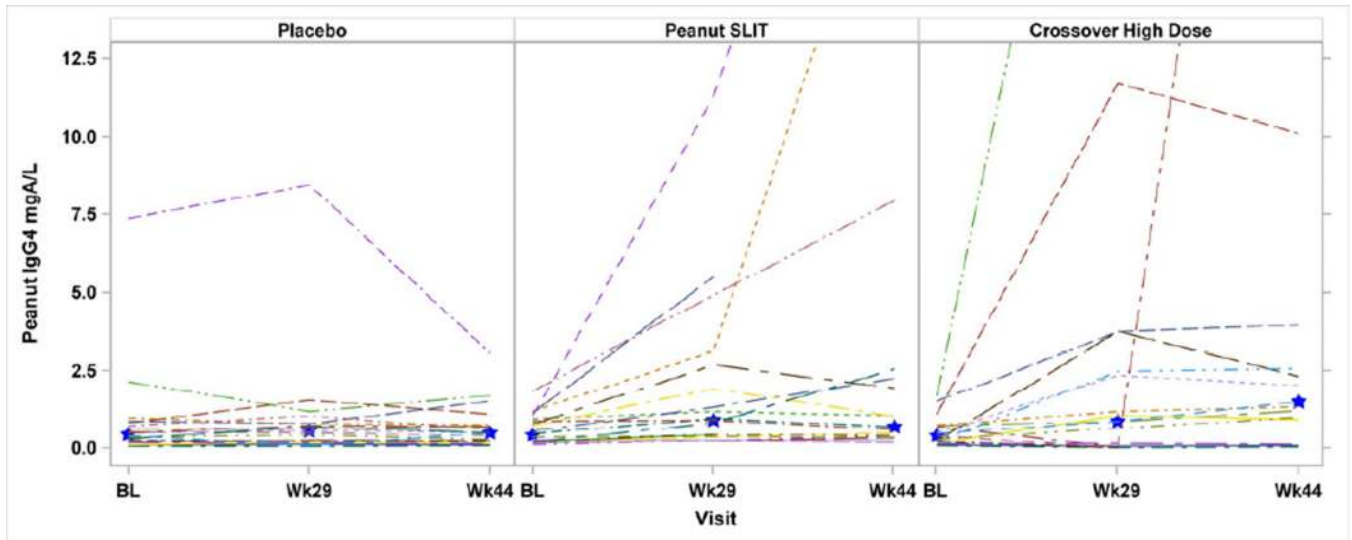 Placebo
Peanut SLIT
Crossover High Dose
Peanut IgG4 mgA/L
12.5
10.0
7.5
5.0
2.5
0.0
BL Wk29 Wk44 BL Wk29 Wk44 BL Wk29 Wk44
Visit